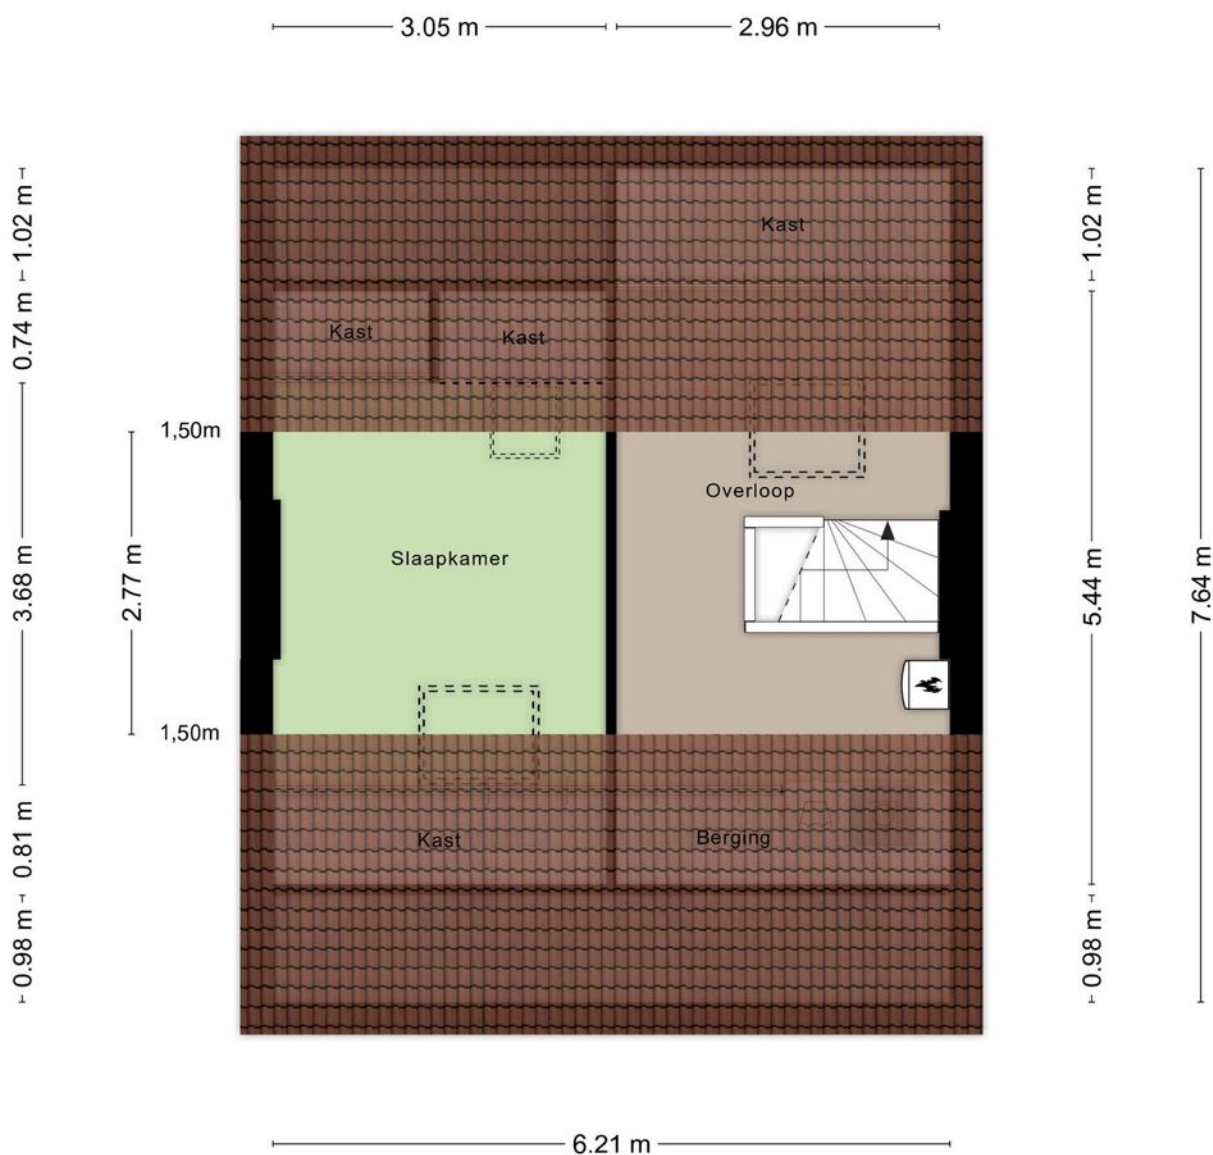 3.05 m
2.96 m
1.02 m
1.02 m
Kast
0.74 m
Kast
Kast
1,50m
Overloop
Slaapkamer
3.68 m
2.77 m
5.44 m
7.64 m
1,50m
0.81 m
Kast
Berging
0.98 m
0.98 m
6.21 m